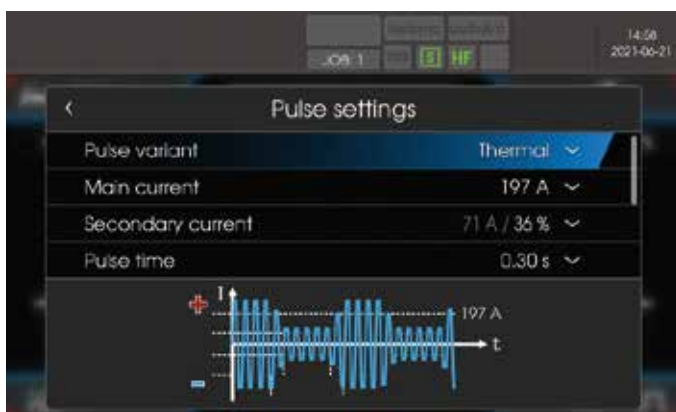 14:58
JOB 1 S HF 2021-06-21
< Pulse settings
Pulse variant Thermal
Main current 197 A
Secondary current 71 A / 36 %
Pulse time 0.30 s
+ I
197 A
t
-